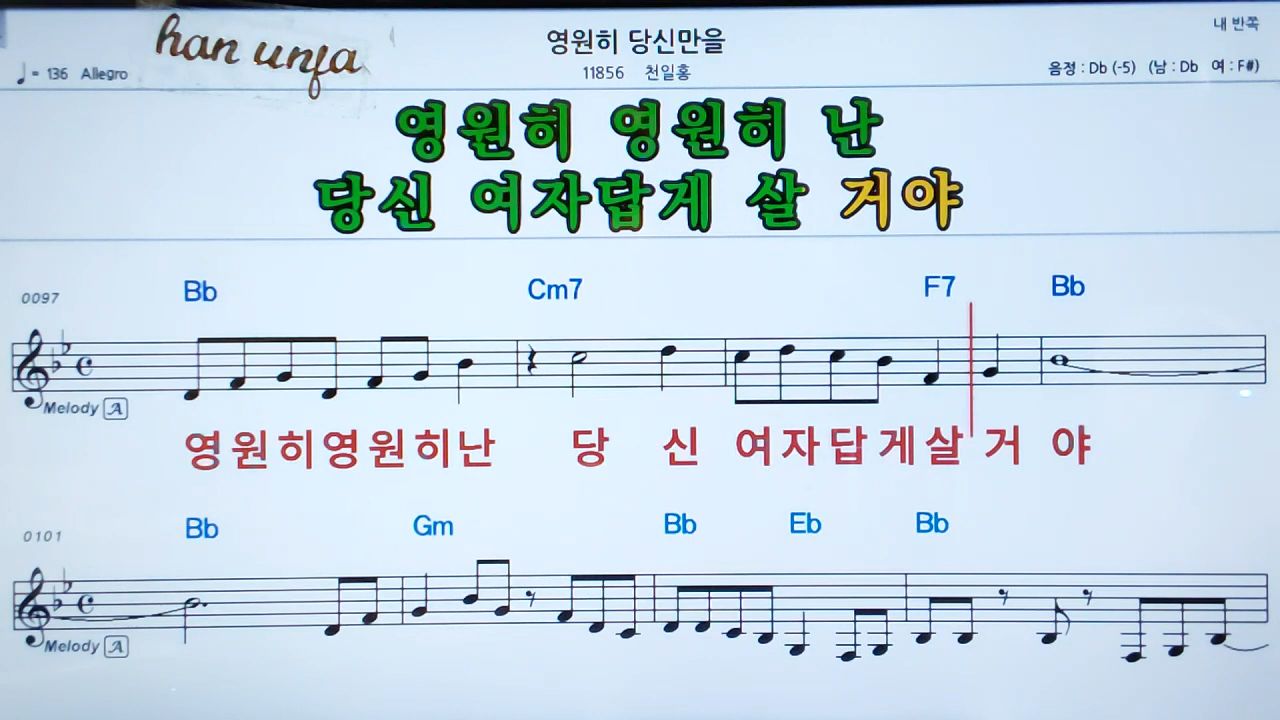 han unfa
내 반쪽
영원히 당신만을
♩= 136 Allegro
11856 천일홍
음정 : Db (-5) (남 : Db 여 : F#)
영원히 영원히 난
당신 여자답게 살 거야
0097 Bb Cm7 F7 Bb
Melody A
영원히영원히난 당 신 여자답게살 거 야
0101 Bb Gm Bb Eb Bb
Melody A